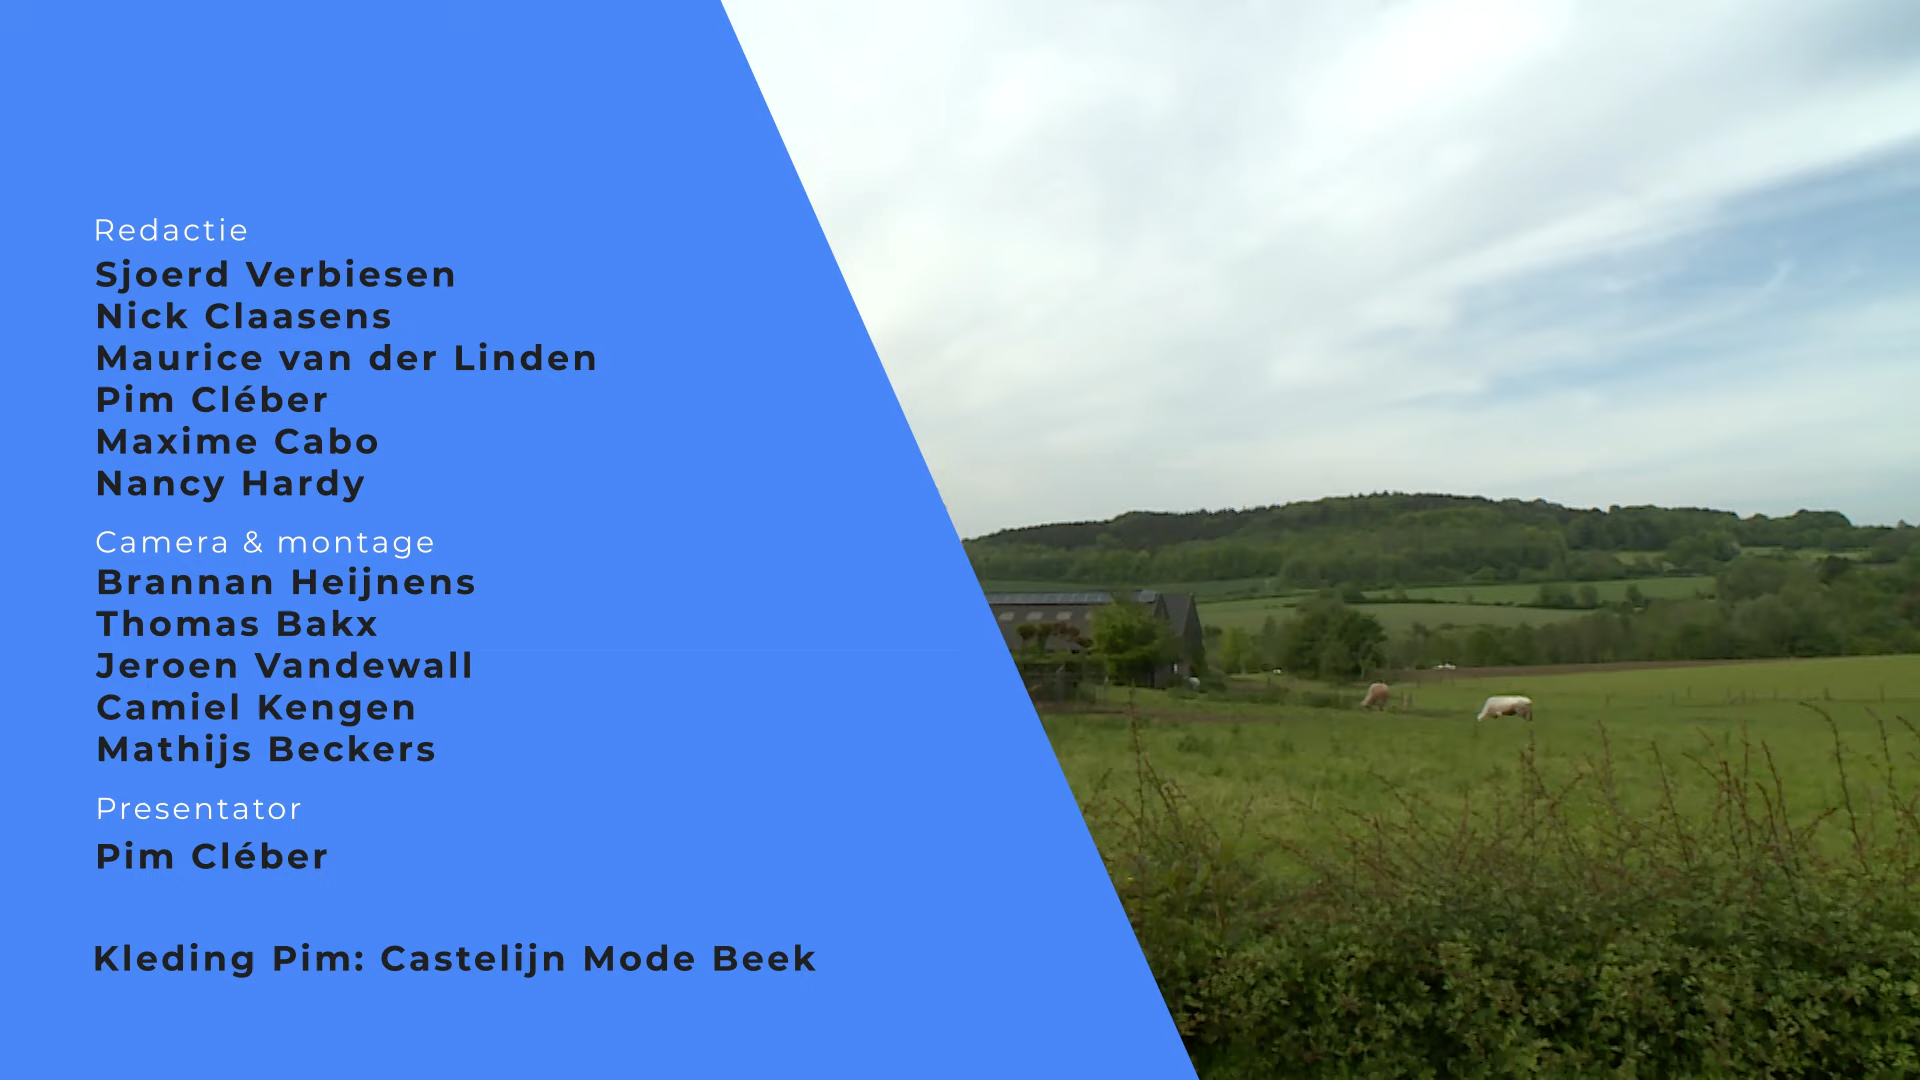 Redactie
Sjoerd Verbiesen
Nick Claasens
Maurice van der Linden
Pim Cléber
Maxime Cabo
Nancy Hardy
Camera & montage
Brannan Heijnens
Thomas Bakx
Jeroen Vandewall
Camiel Kengen
Mathijs Beckers
Presentator
Pim Cléber
Kleding Pim: Castelijn Mode Beek